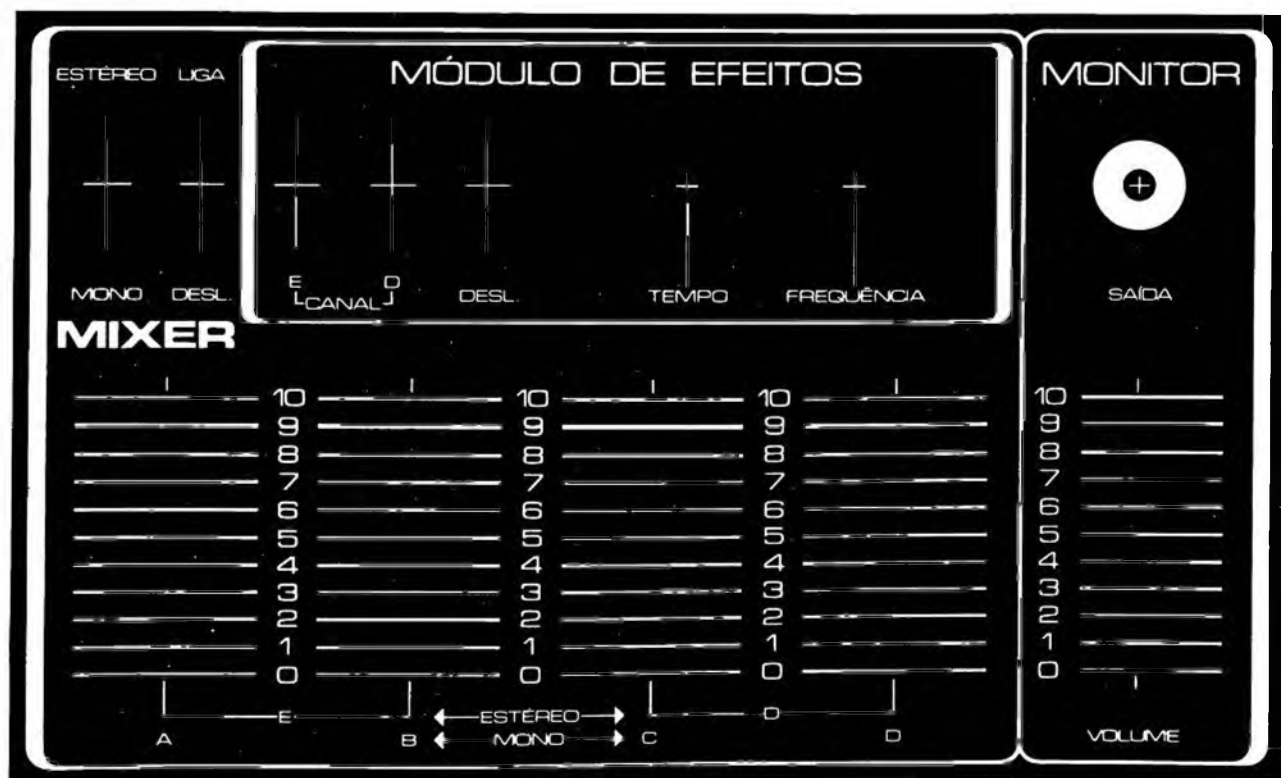 ESTÉREO LIGA
MÓDULO DE EFEITOS
MONITOR
MONO DESL.
E D
CANAL
DESL.
TEMPO
FREQUÊNCIA
SAÍDA
MIXER
10 10 10 10
9 9 9 9
8 8 8 8
7 7 7 7
6 6 6 6
5 5 5 5
4 4 4 4
3 3 3 3
2 2 2 2
1 1 1 1
0 0 0 0
E ESTÉREO D
A B MONO C D
VOLUME